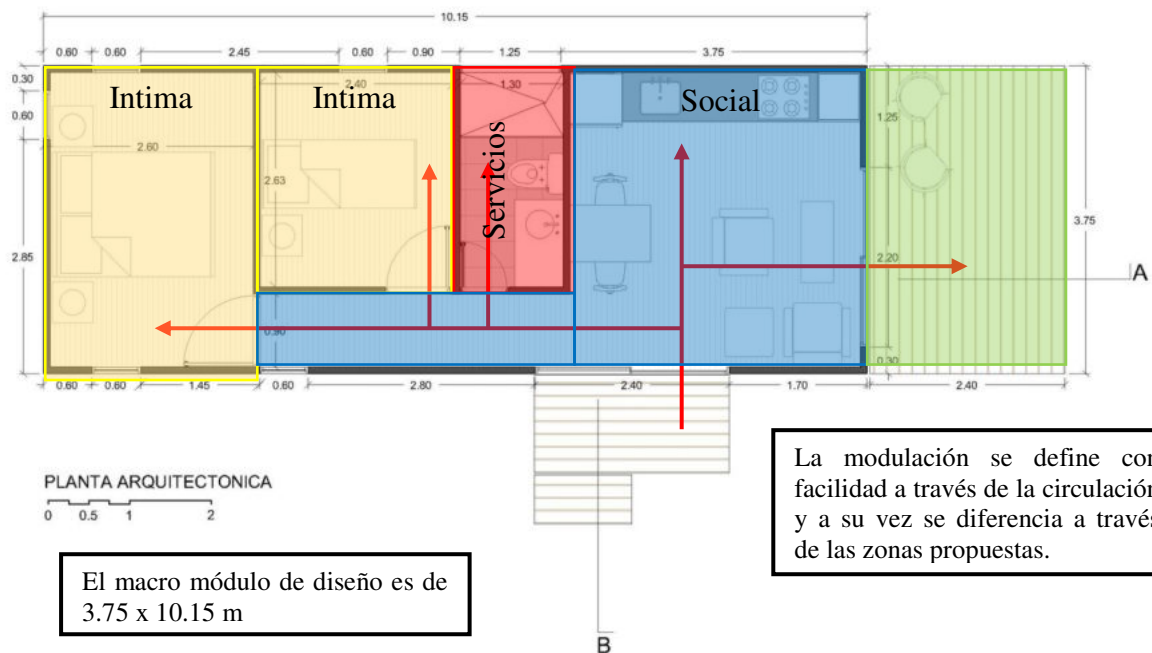 10.15
0.60 0.60 2.45 0.60 0.90 1.25 3.75
0.30
0.60
2.85
Intima
Intima
Servicios
Social
2.40
1.30
2.60
2.63
0.90
1.25
2.20
0.30
3.75
A
0.60 0.60 1.45 0.60 2.80 2.40 1.70 2.40
PLANTA ARQUITECTONICA
0 0.5 1 2
El macro módulo de diseño es de
3.75 x 10.15 m
La modulación se define con
facilidad a través de la circulación
y a su vez se diferencia a través
de las zonas propuestas.
B